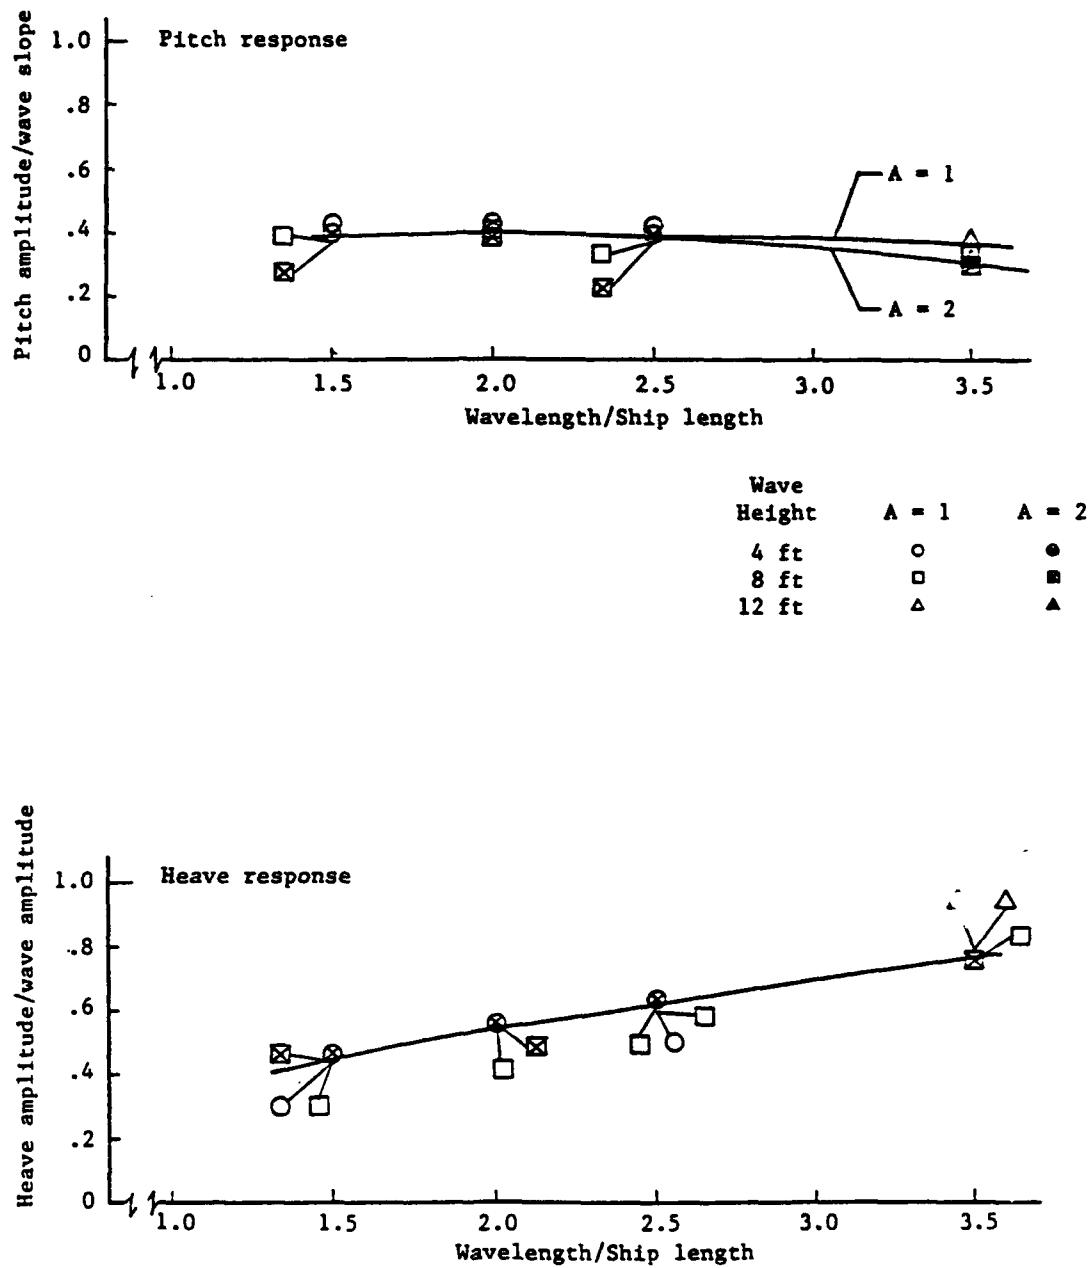 Pitch response
Pitch amplitude/wave slope
1.0
.8
.6
.4
.2
0
A = 1
A = 2
1.0 1.5 2.0 2.5 3.0 3.5
Wavelength/Ship length
Wave
Height A = 1 A = 2
4 ft
8 ft
12 ft
Heave response
Heave amplitude/wave amplitude
1.0
.8
.6
.4
.2
0
1.0 1.5 2.0 2.5 3.0 3.5
Wavelength/Ship length